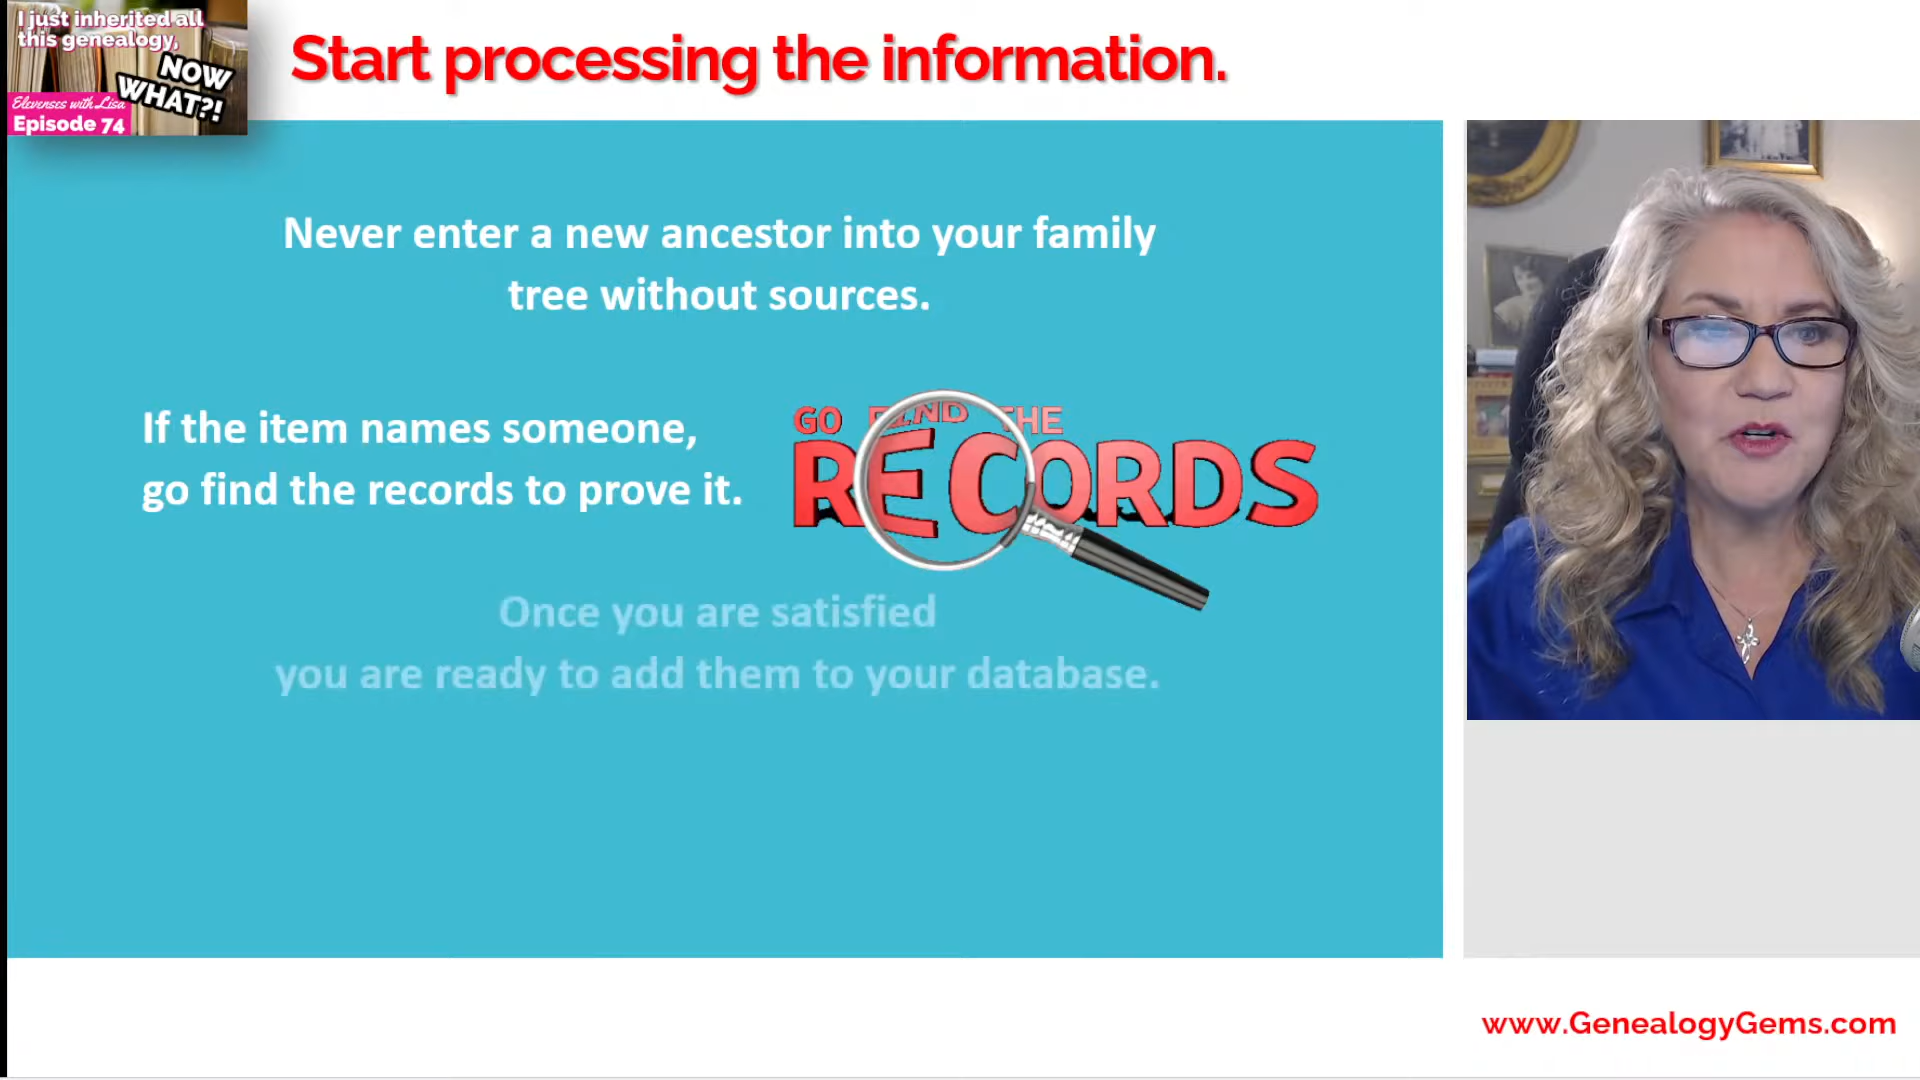 I just inherited all
this genealogy,
NOW
WHAT?!
Elevenses with Lisa
Episode 74
Start processing the information.
Never enter a new ancestor into your family
tree without sources.
If the item names someone,
go find the records to prove it.
GO FIND THE
RECORDS
Once you are satisfied
you are ready to add them to your database.
www.GenealogyGems.com